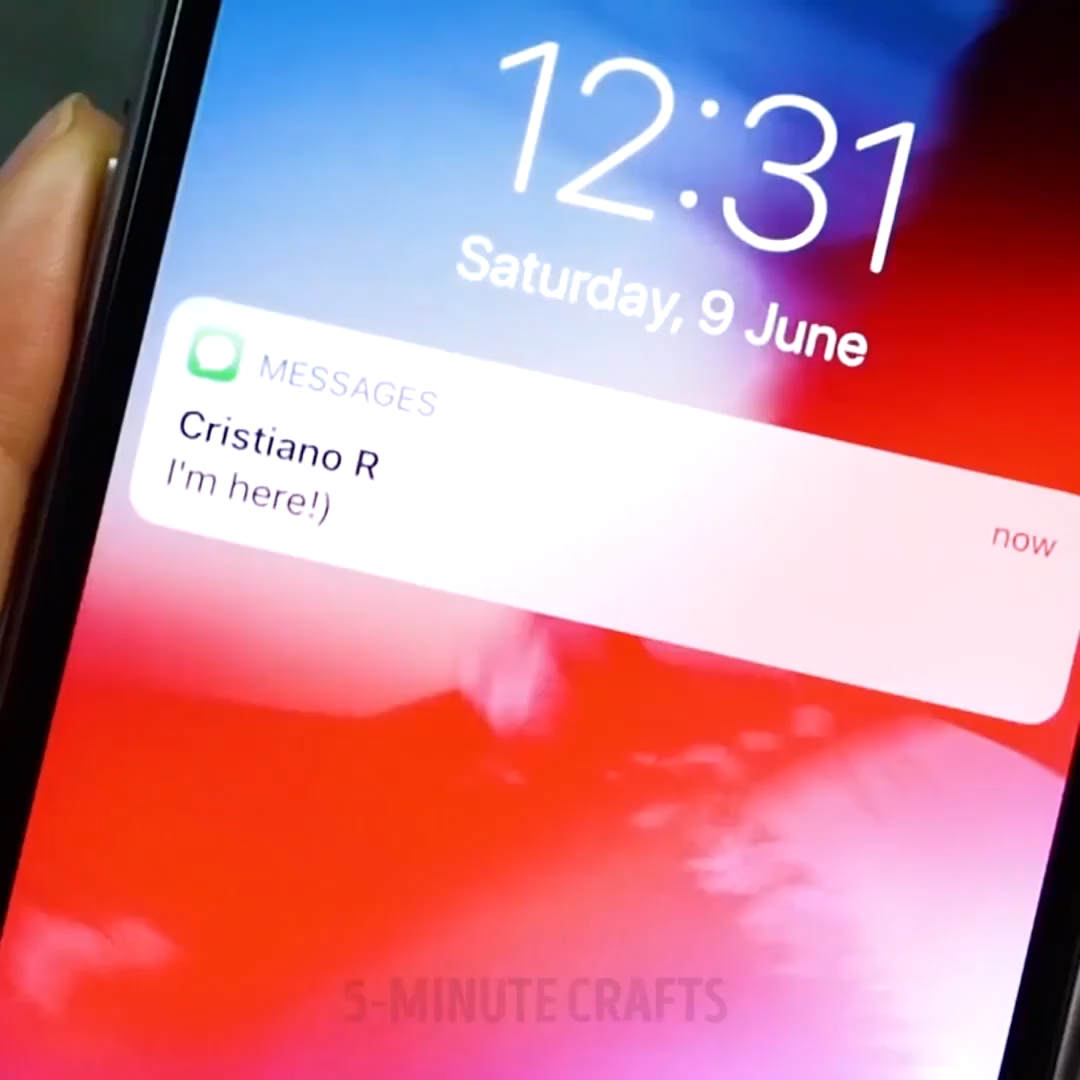 12:31
Saturday, 9 June
MESSAGES
now
Cristiano R
I'm here!)
5-MINUTE CRAFTS